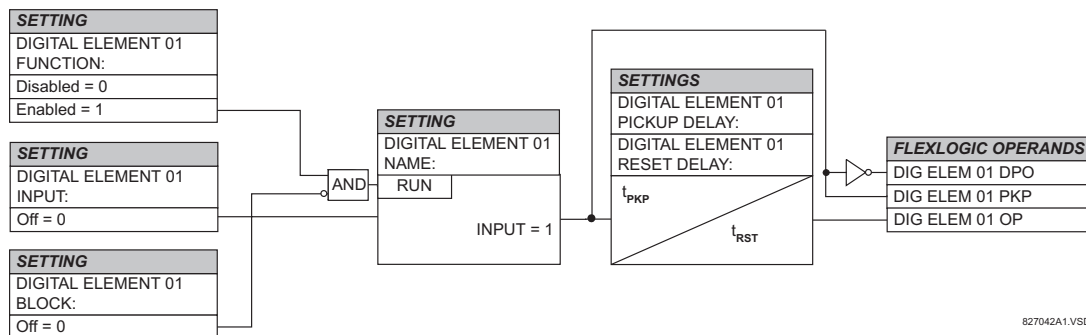 SETTING
DIGITAL ELEMENT 01
FUNCTION:
Disabled = 0
Enabled = 1
SETTING
DIGITAL ELEMENT 01
INPUT:
Off = 0
SETTING
DIGITAL ELEMENT 01
BLOCK:
Off = 0
AND
SETTING
DIGITAL ELEMENT 01
NAME:
RUN
INPUT = 1
SETTINGS
DIGITAL ELEMENT 01
PICKUP DELAY:
DIGITAL ELEMENT 01
RESET DELAY:
tPKP
tRST
FLEXLOGIC OPERANDS
DIG ELEM 01 DPO
DIG ELEM 01 PKP
DIG ELEM 01 OP
827042A1.VSD